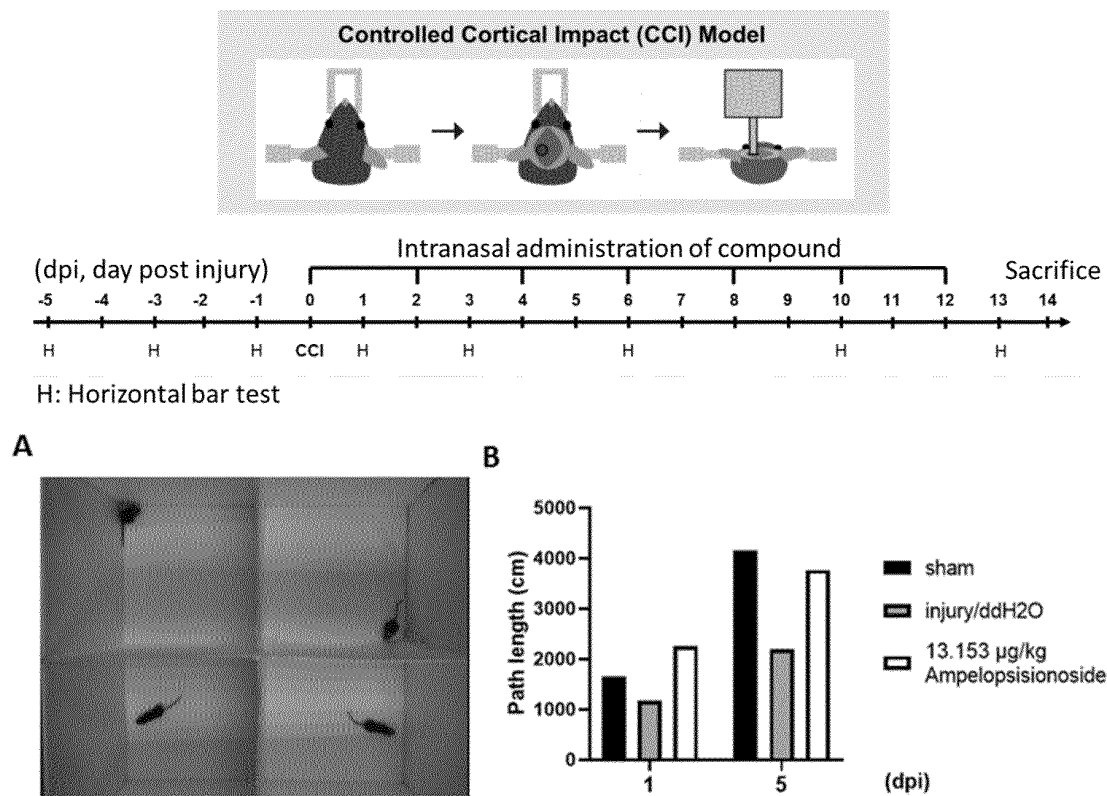 Controlled Cortical Impact (CCI) Model
Intranasal administration of compound
(dpi, day post injury)
Sacrifice
-5 -4 -3 -2 -1 0 1 2 3 4 5 6 7 8 9 10 11 12 13 14
H H H CCI H H H H H
H: Horizontal bar test
A
B
Path length (cm)
5000
4000
3000
2000
1000
0
1 5 (dpi)
sham
injury/ddH2O
13.153 µg/kg
Ampelopsisionoside